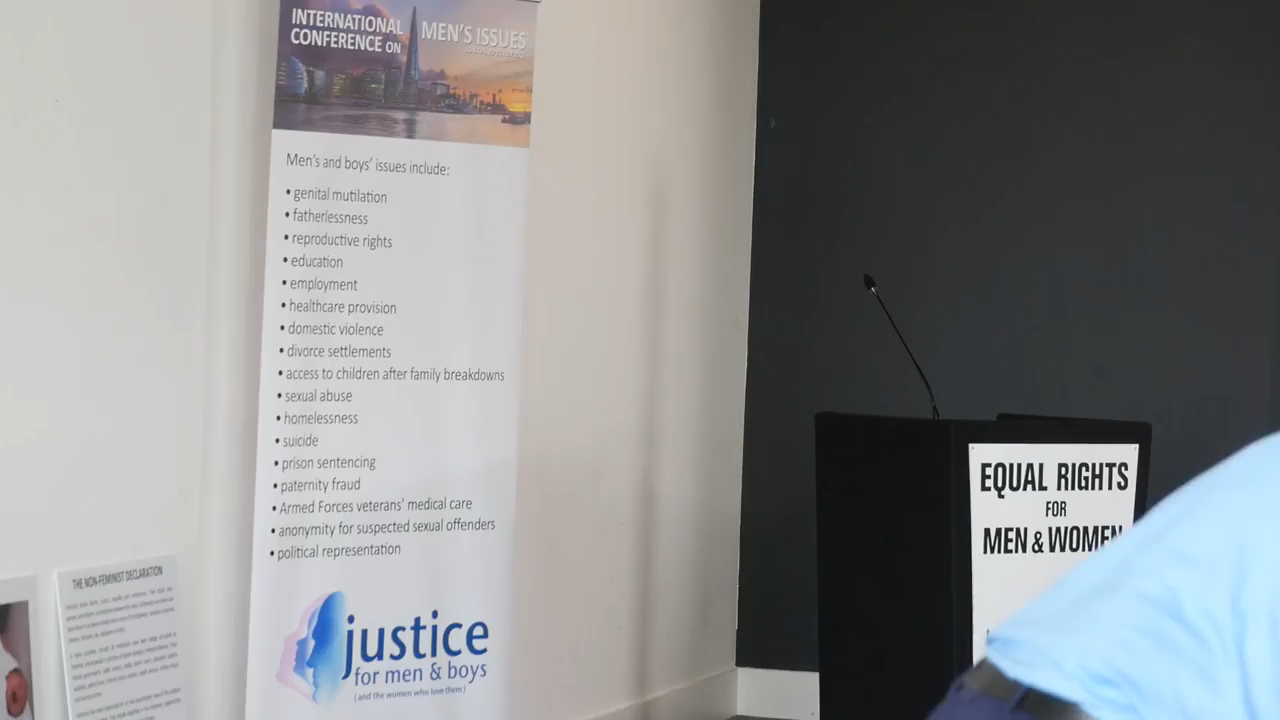 INTERNATIONAL
CONFERENCE ON
MEN'S ISSUES
Men's and boys' issues include:
• genital mutilation
• fatherlessness
• reproductive rights
• education
• employment
• healthcare provision
• domestic violence
• divorce settlements
• access to children after family breakdowns
• sexual abuse
• homelessness
• suicide
• prison sentencing
• paternity fraud
• Armed Forces veterans' medical care
• anonymity for suspected sexual offenders
• political representation
justice
for men & boys
(and the women who love them)
THE NON-FEMINIST DECLARATION
EQUAL RIGHTS
FOR
MEN & WOMEN